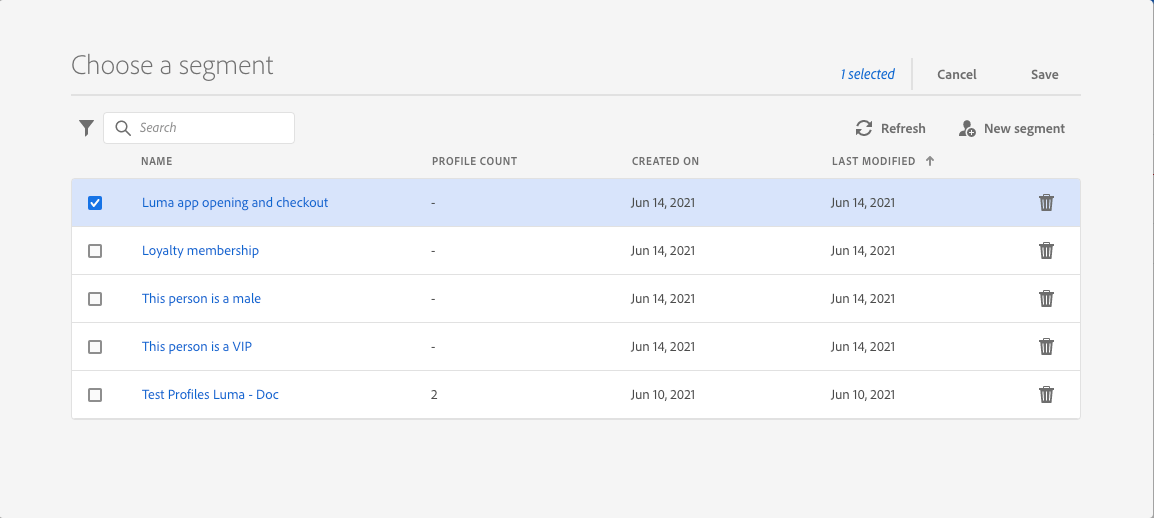 Choose a segment
1 selected Cancel Save
Search Refresh New segment
NAME PROFILE COUNT CREATED ON LAST MODIFIED
Luma app opening and checkout - Jun 14, 2021 Jun 14, 2021
Loyalty membership - Jun 14, 2021 Jun 14, 2021
This person is a male - Jun 14, 2021 Jun 14, 2021
This person is a VIP - Jun 14, 2021 Jun 14, 2021
Test Profiles Luma - Doc 2 Jun 10, 2021 Jun 10, 2021